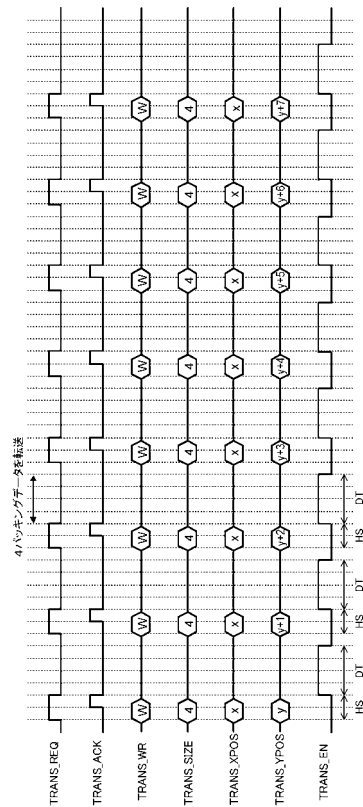 4パッキングデータを転送
TRANS_REQ
TRANS_ACK
TRANS_WR W W W W W W W W
TRANS_SIZE 4 4 4 4 4 4 4 4
TRANS_XPOS x x x x x x x x
TRANS_YPOS y y+1 y+2 y+3 y+4 y+5 y+6 y+7
TRANS_EN
HS DT HS DT HS DT